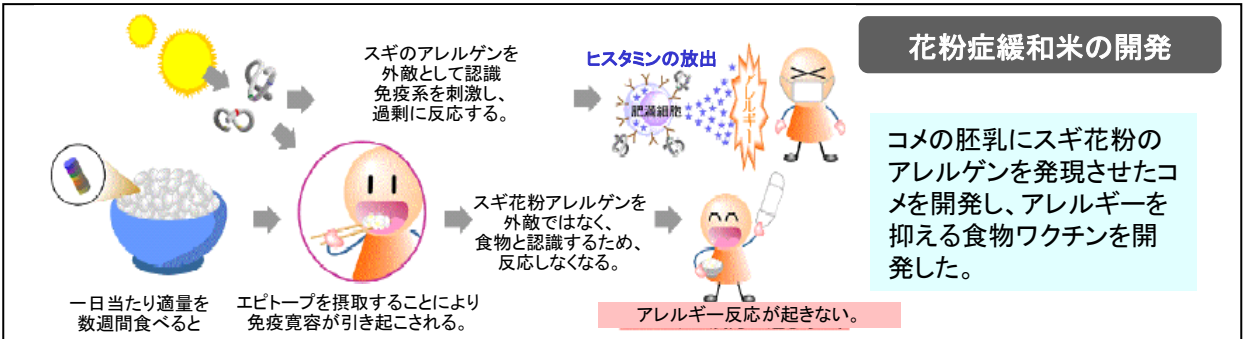 花粉症緩和米の開発
スギのアレルゲンを
外敵として認識
免疫系を刺激し、
過剰に反応する。
ヒスタミンの放出
肥満細胞
アレルギー
コメの胚乳にスギ花粉の
アレルゲンを発現させたコ
メを開発し、アレルギーを
抑える食物ワクチンを開
発した。
一日当たり適量を
数週間食べると
エピトープを摂取することにより
免疫寛容が引き起こされる。
スギ花粉アレルゲンを
外敵ではなく、
食物と認識するため、
反応しなくなる。
アレルギー反応が起きない。